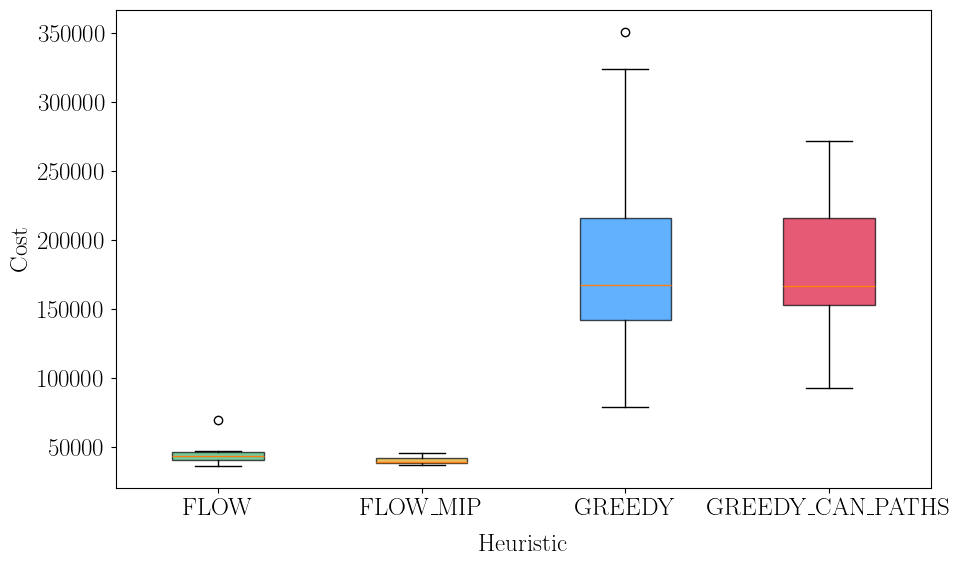 350000
300000
250000
200000
150000
100000
50000
Cost
FLOW
FLOW_MIP
GREEDY
GREEDY_CAN_PATHS
Heuristic